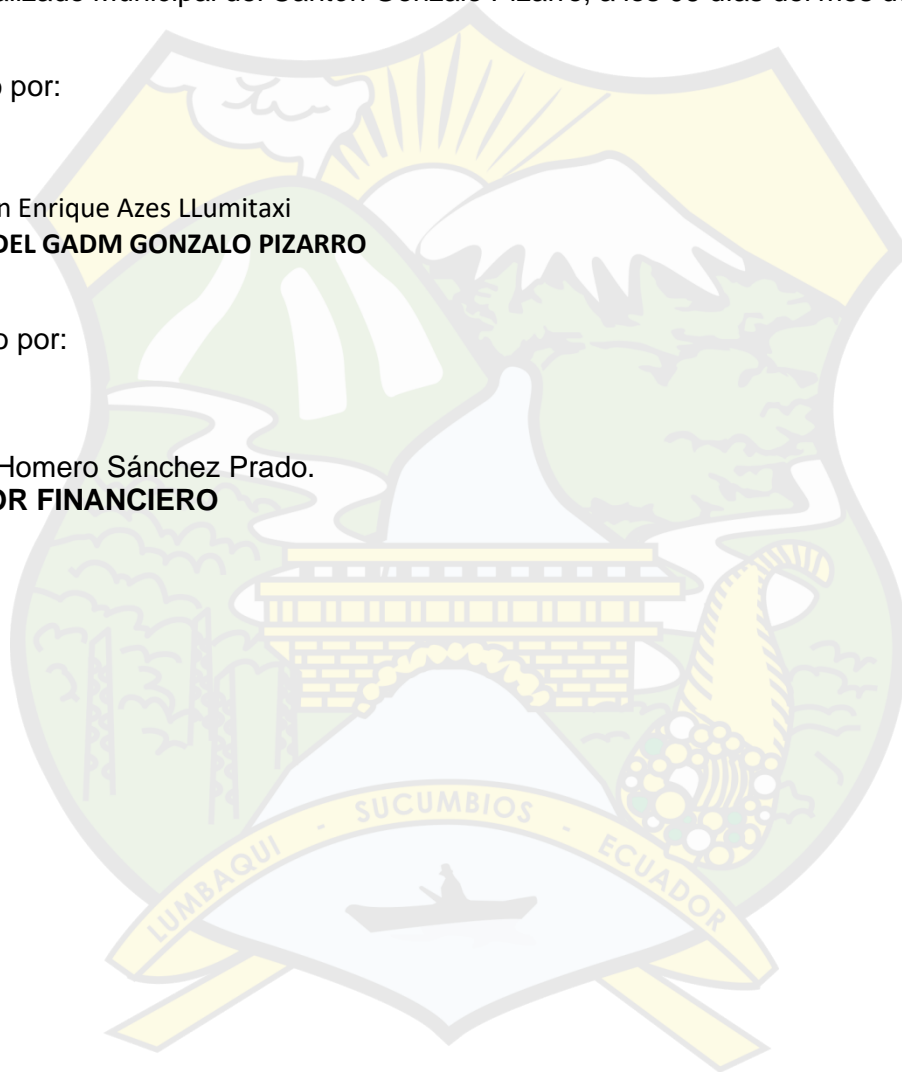 alizado Municipal del Cantón Gonzalo Pizarro, a los días del mes d
o por:
n Enrique Azes LLumitaxi
DEL GADM GONZALO PIZARRO
o por:
Homero Sánchez Prado.
OR FINANCIERO
LUMBAQUI - SUCUMBIOS - ECUADOR